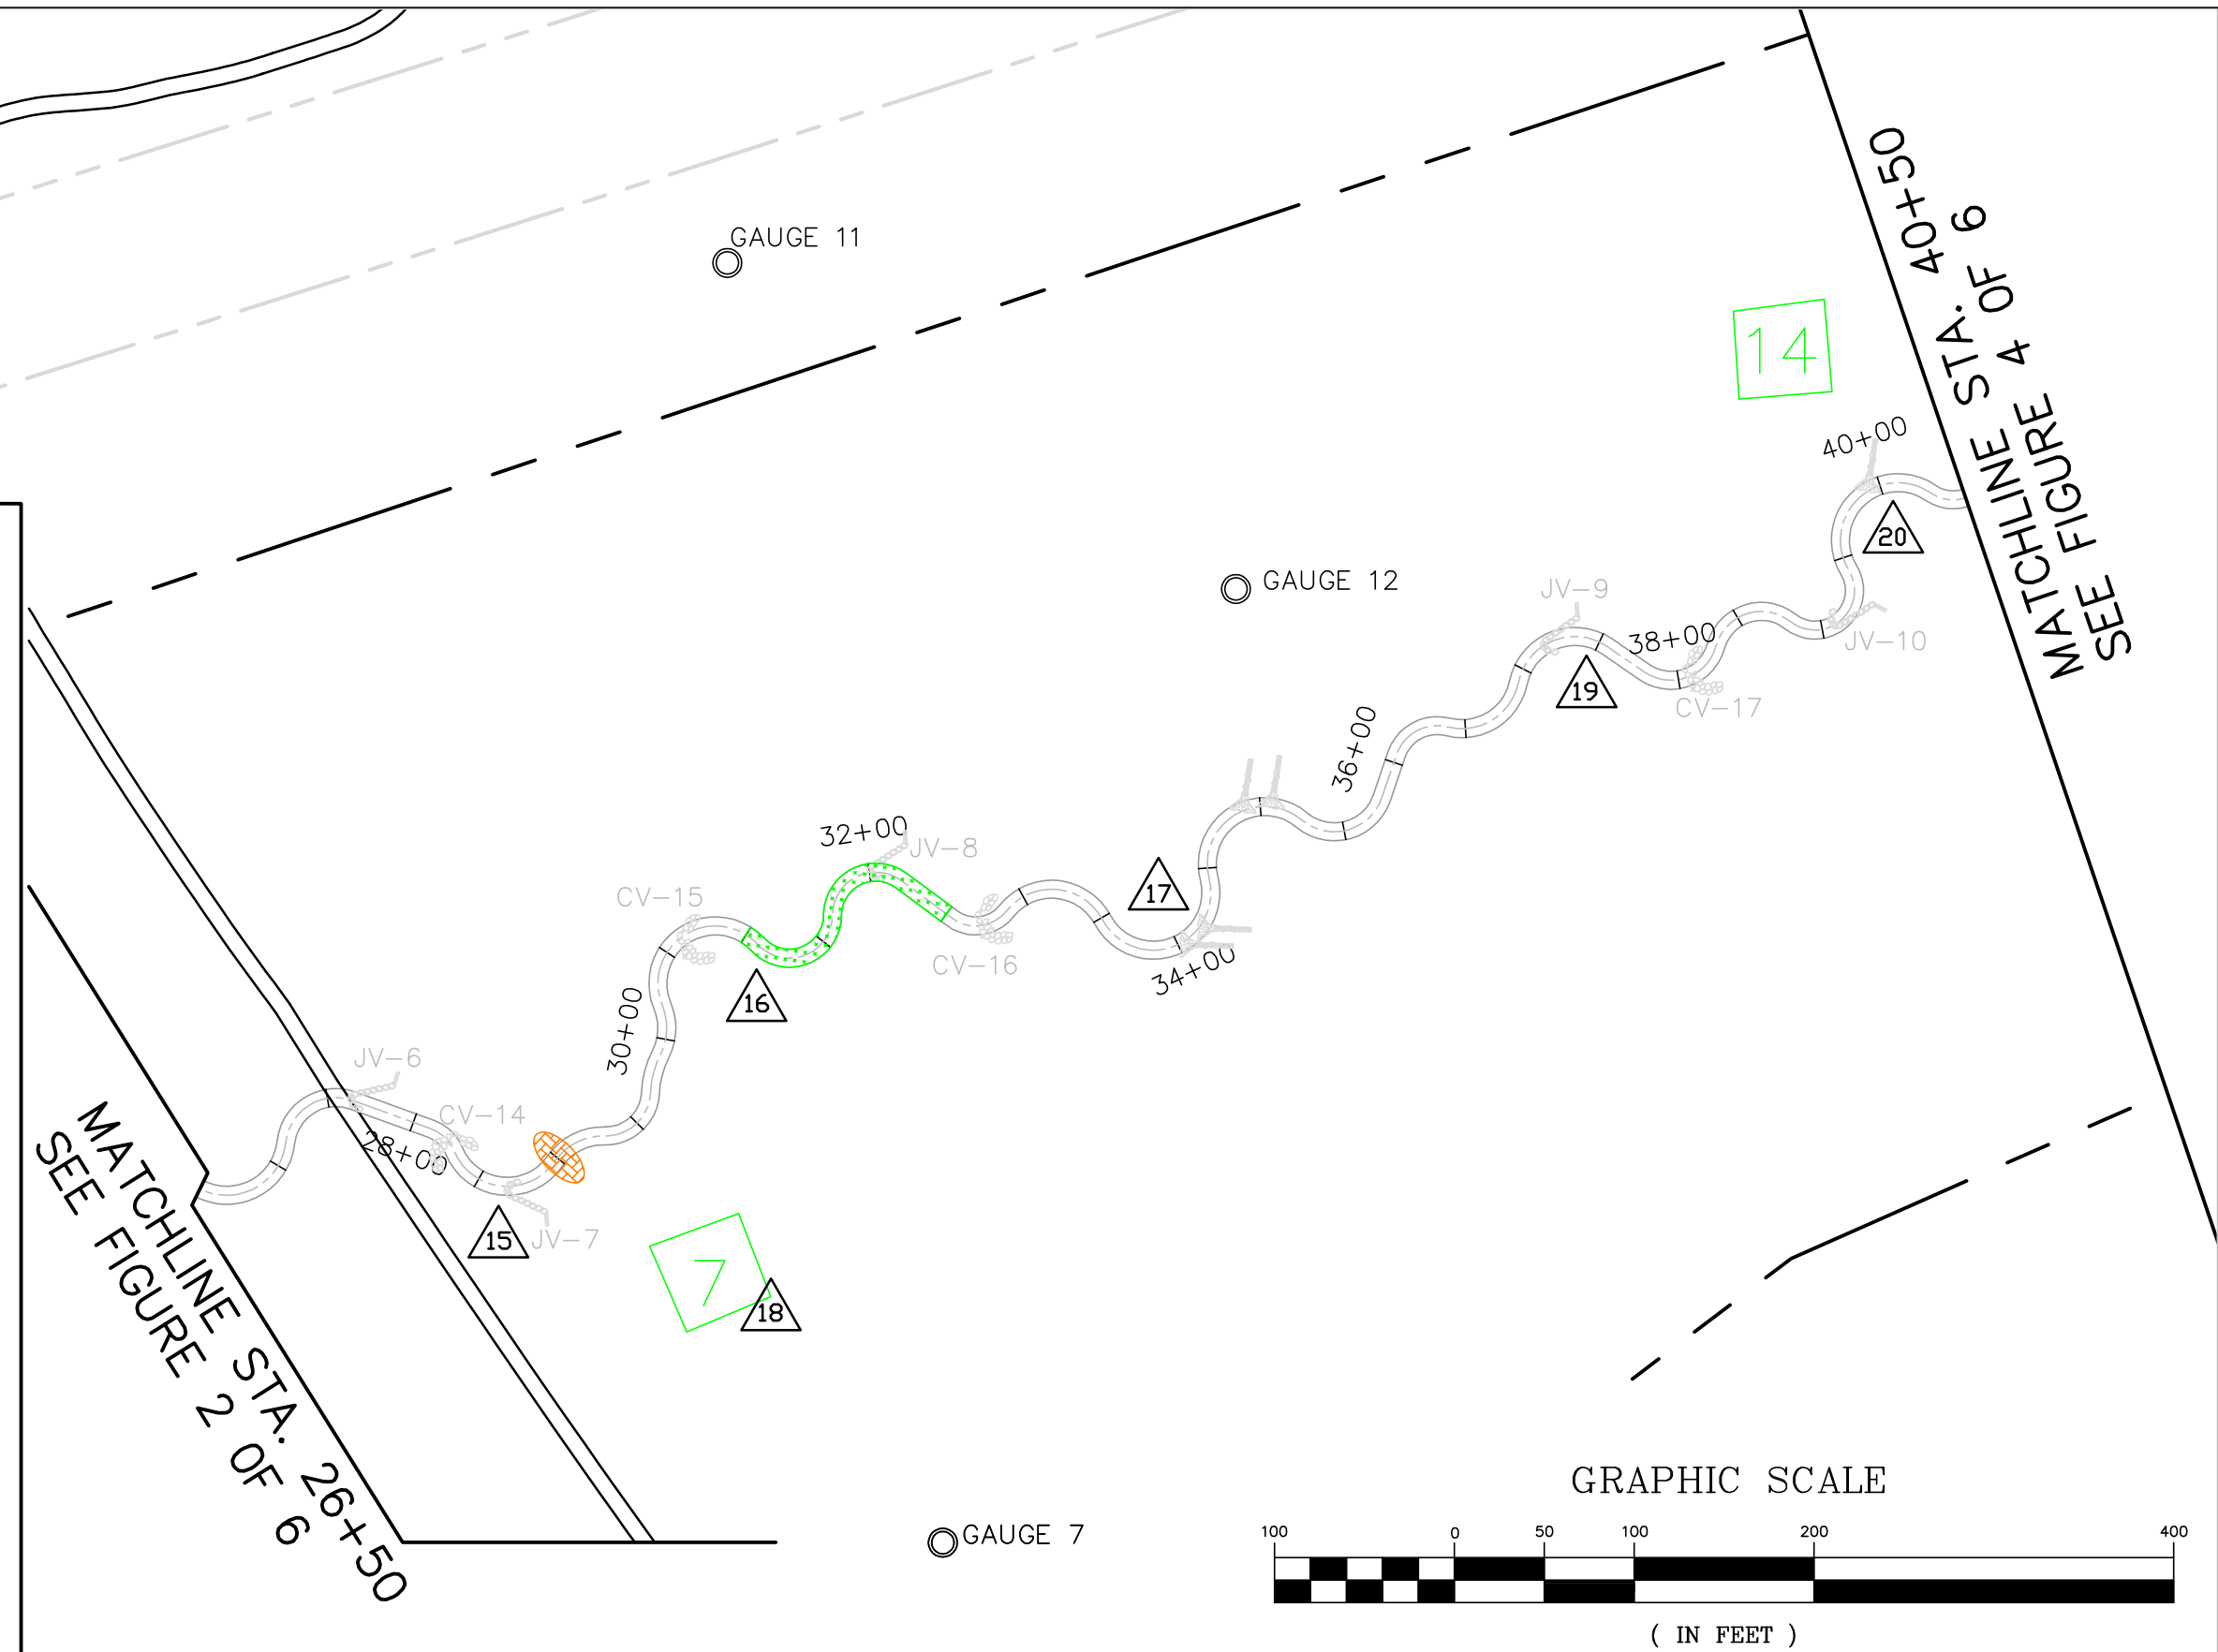 GAUGE 11
14
MATCHLINE STA. 40+50
SEE FIGURE 4 OF 6
40+00
20
GAUGE 12
JV-9
38+00
JV-10
19
CV-17
36+00
32+00
JV-8
CV-15
17
CV-16
34+00
16
30+00
JV-6
CV-14
28+00
15
JV-7
7
18
MATCHLINE STA. 26+50
SEE FIGURE 2 OF 6
GAUGE 7
GRAPHIC SCALE
100 0 50 100 200 400
( IN FEET )